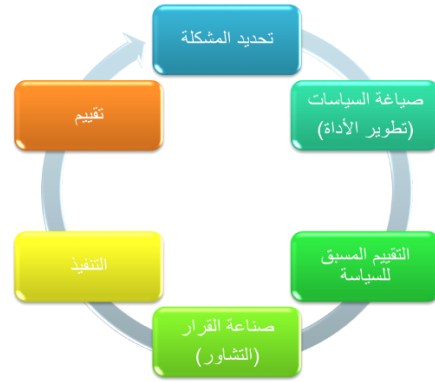 تحديد المشكلة
صياغة السياسات
(تطوير الأداة)
التقييم المسبق
للسياسة
صناعة القرار
(التشاور)
التنفيذ
تقييم